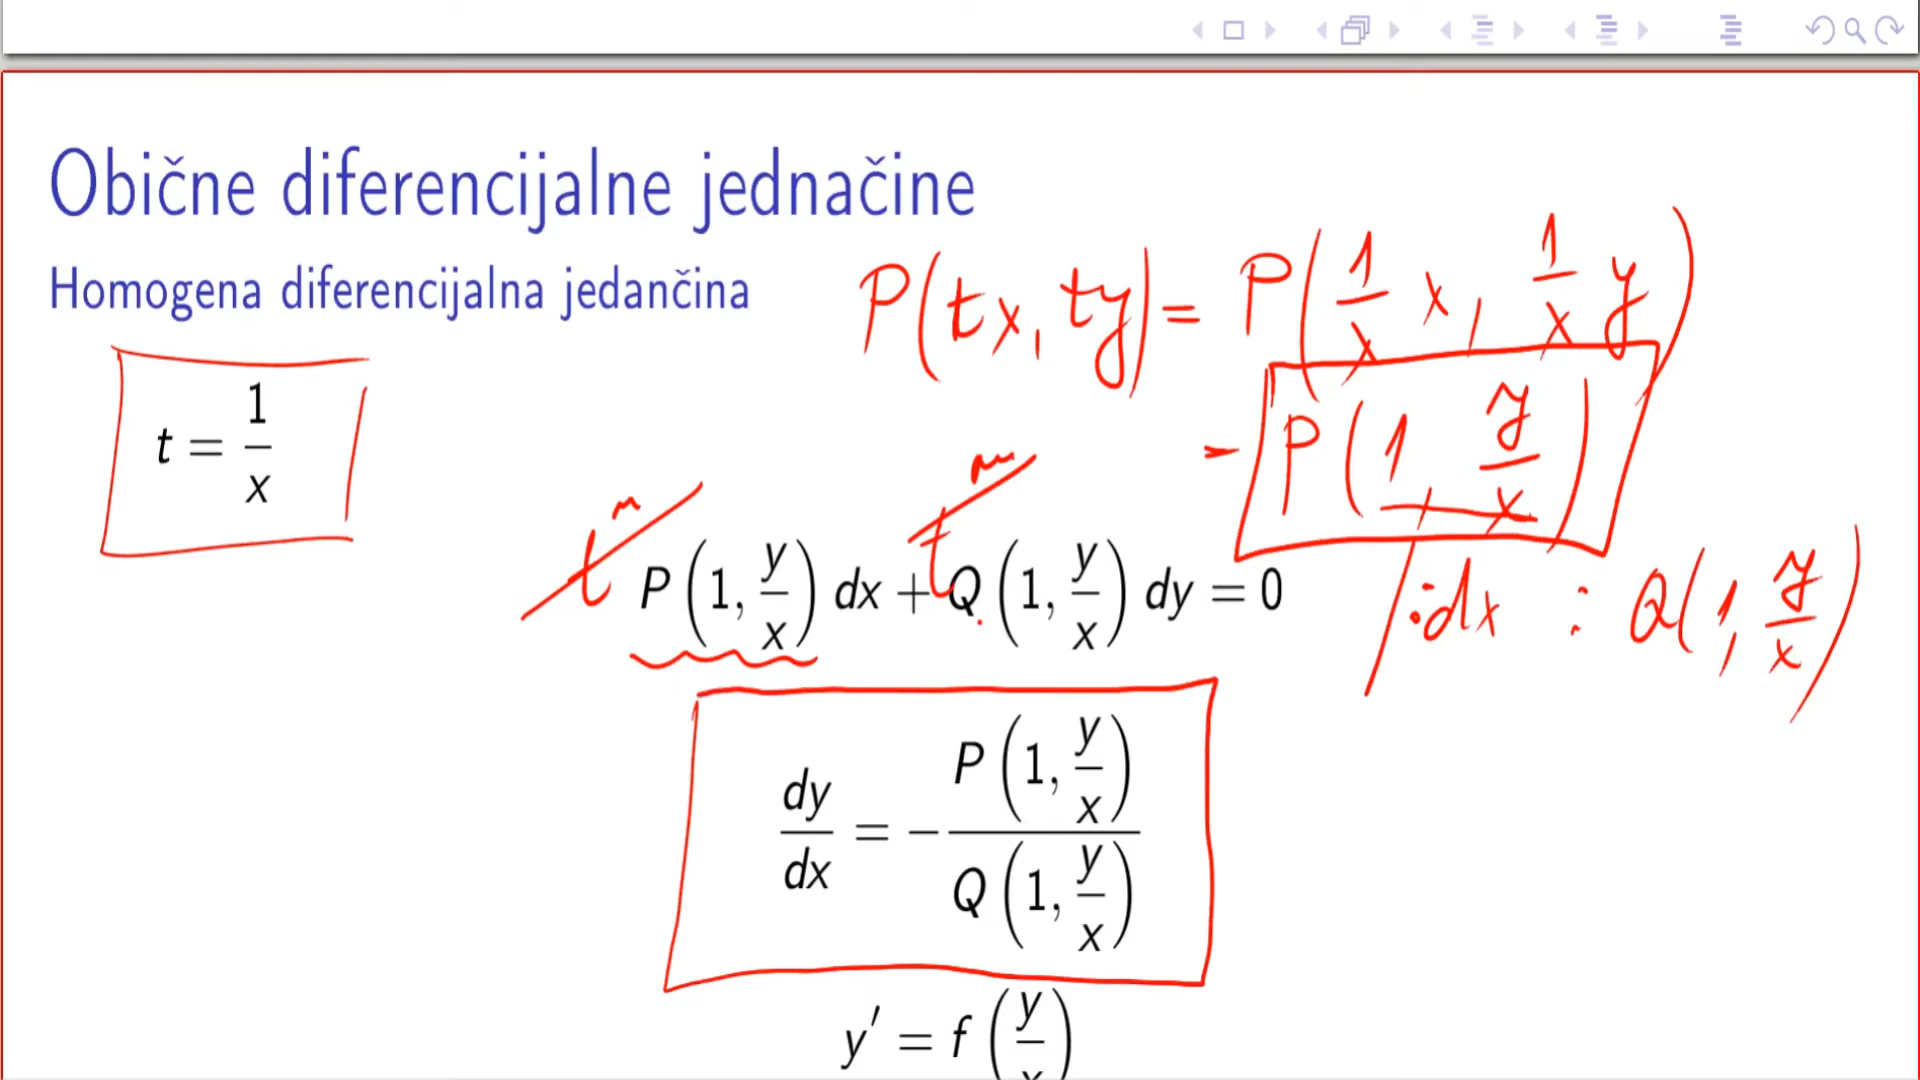 Obične diferencijalne jednačine
Homogena diferencijalna jedančina
P(tx, ty) = P(1/x x, 1/x y)
t = 1/x
- P(1, y/x)
t^n P(1, y/x) dx + t^n Q(1, y/x) dy = 0 / :dx : Q(1, y/x)
dy/dx = - P(1, y/x) / Q(1, y/x)
y' = f(y/x)